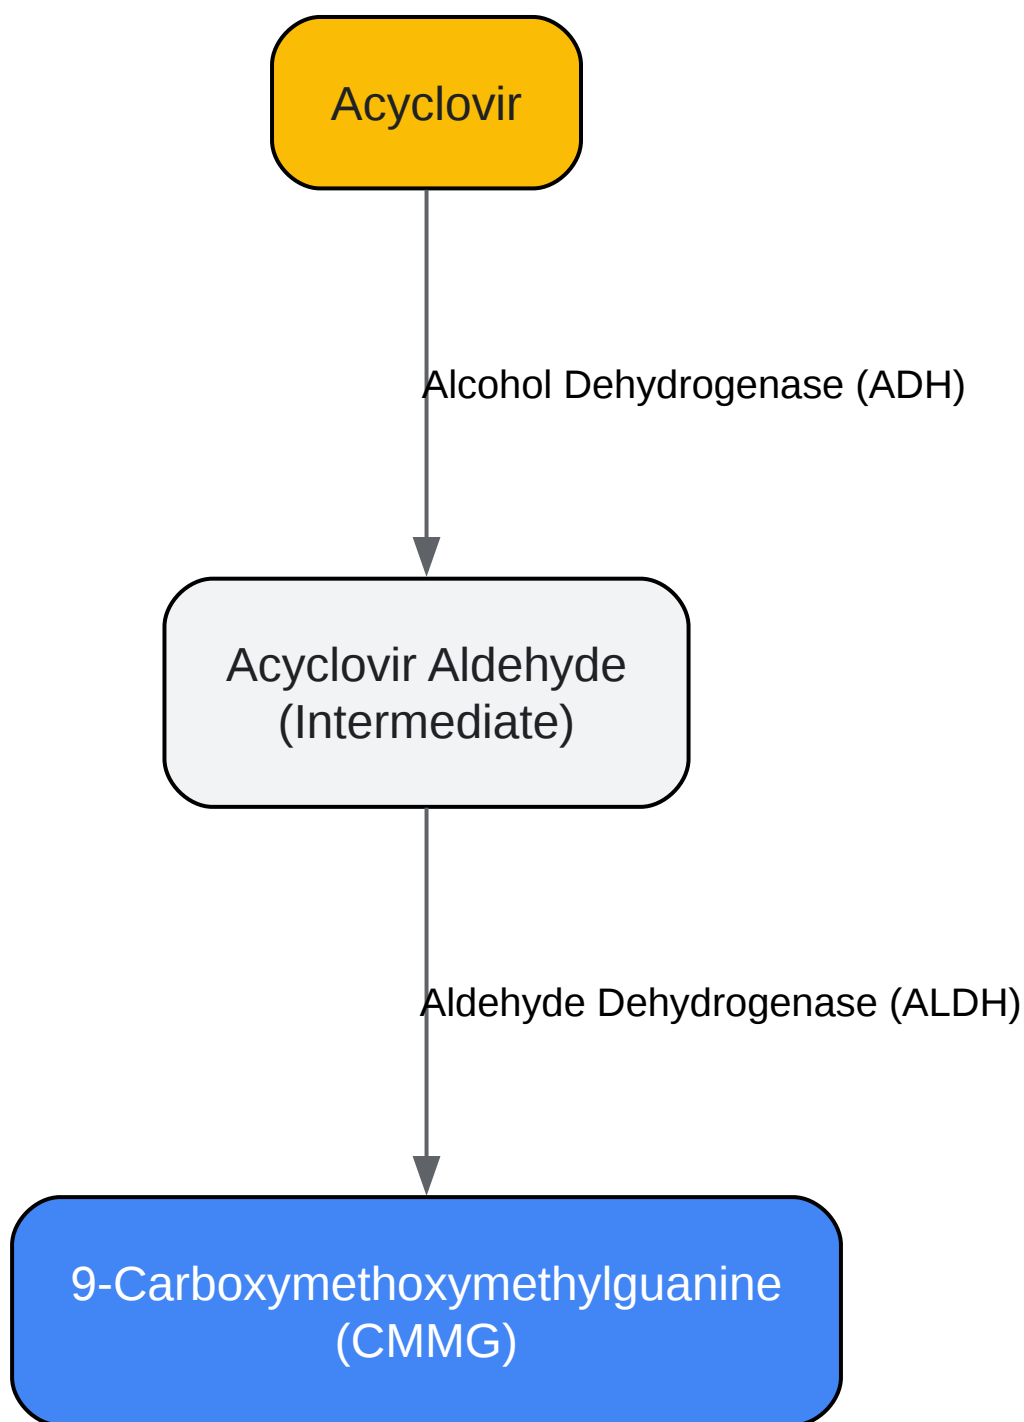 Acyclovir
Alcohol Dehydrogenase (ADH)
Acyclovir Aldehyde
(Intermediate)
Aldehyde Dehydrogenase (ALDH)
9-Carboxymethoxymethylguanine
(CMMG)